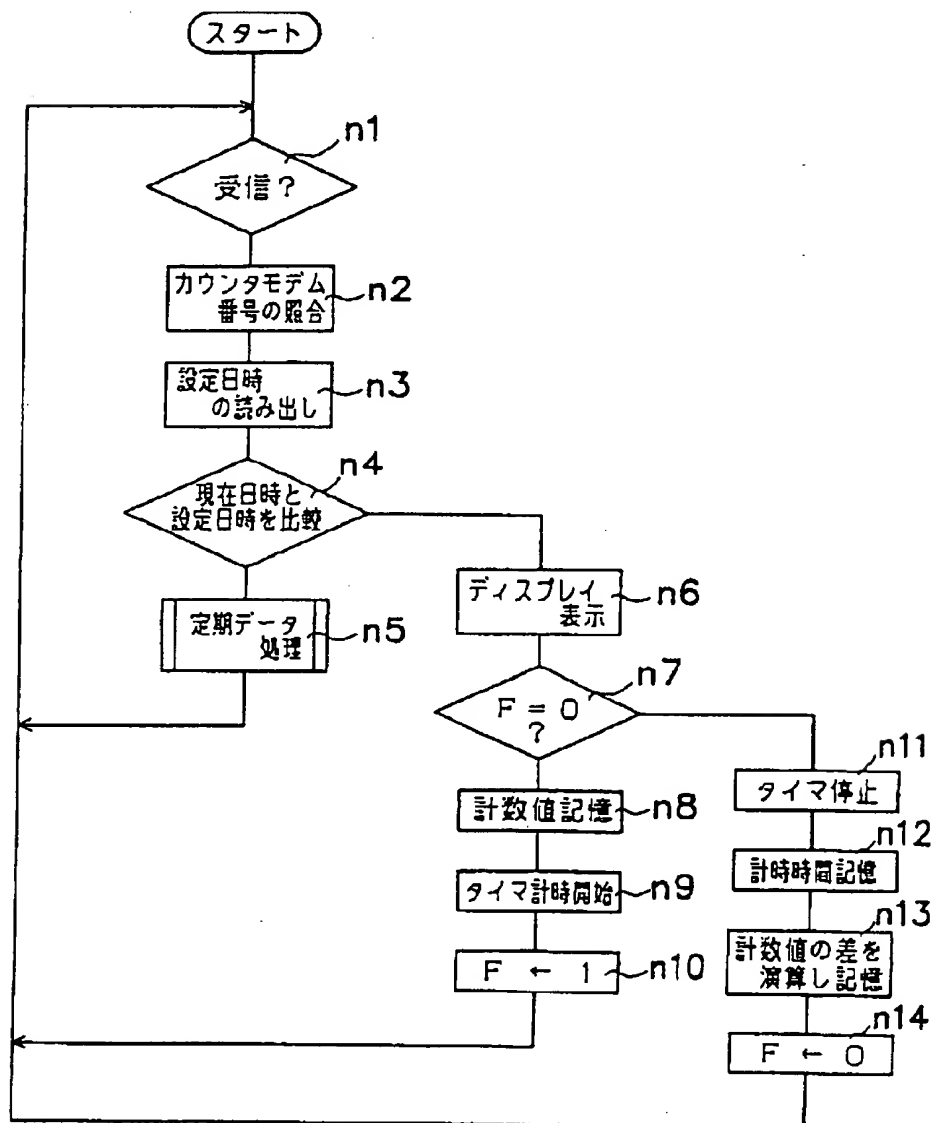 スタート
n1
受信?
カウンタモデム
番号の照合
n2
設定日時
の読み出し
n3
n4
現在日時と
設定日時を比較
定期データ
処理
n5
ディスプレイ
表示
n6
n7
F = 0
?
計数値記憶
n8
タイマ計時開始
n9
F ← 1
n10
n11
タイマ停止
n12
計時時間記憶
n13
計数値の差を
演算し記憶
n14
F ← 0